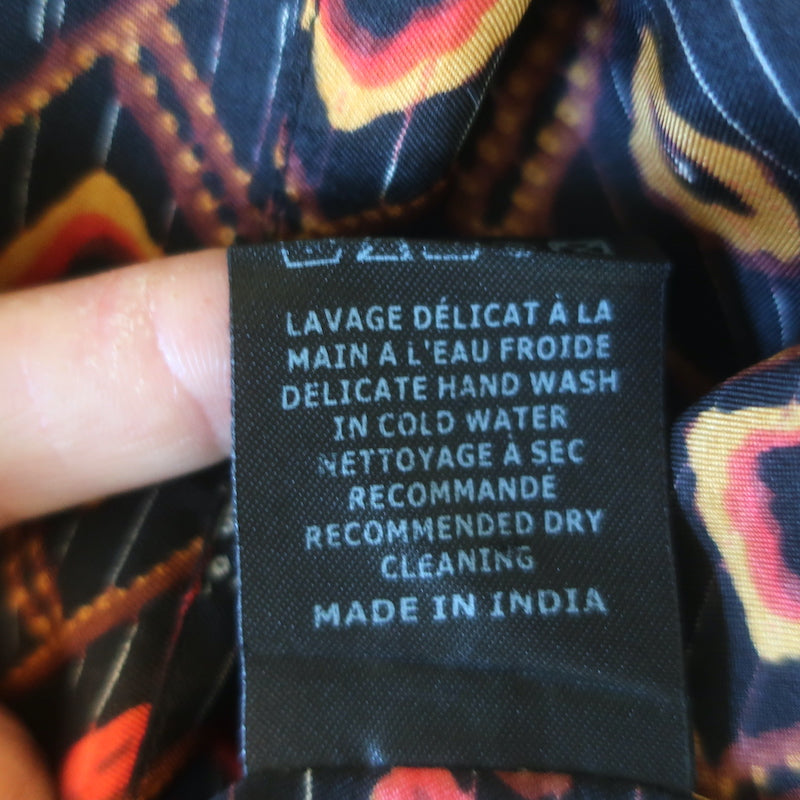 LAVAGE DÉLICAT À LA
MAIN A L'EAU FROIDE
DELICATE HAND WASH
IN COLD WATER
NETTOYAGE À SEC
RECOMMANDÉ
RECOMMENDED DRY
CLEANING
MADE IN INDIA